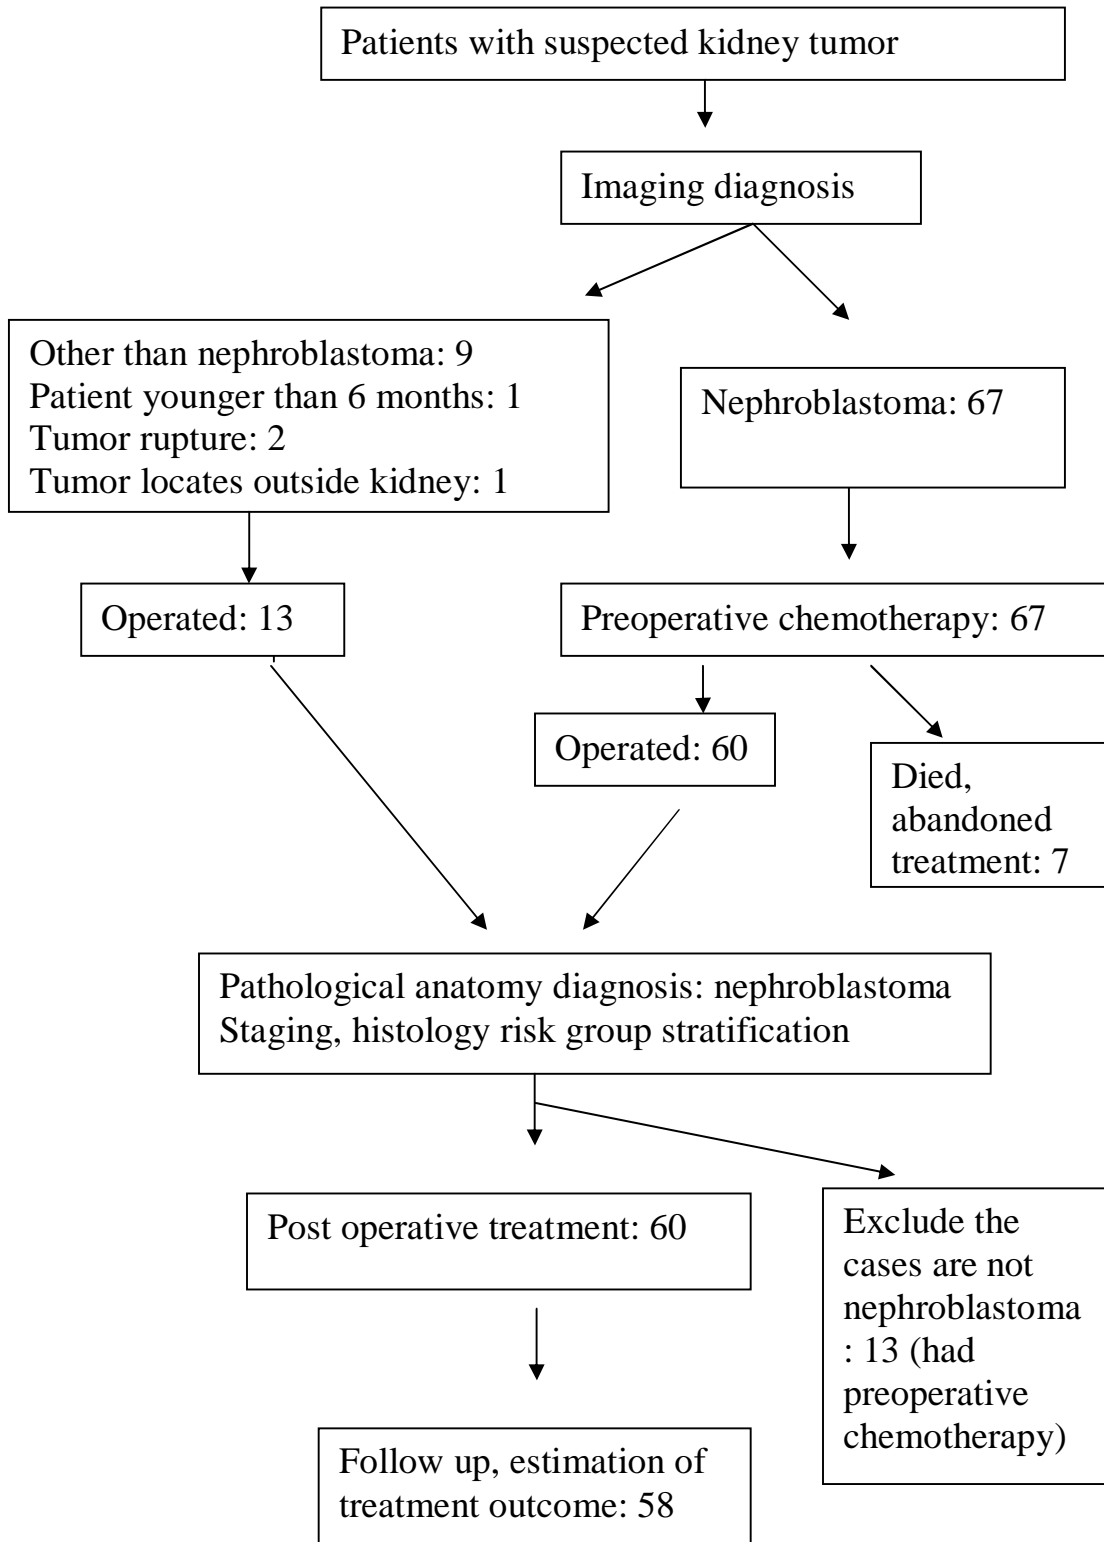 Patients with suspected kidney tumor
Imaging diagnosis
Other than nephroblastoma: 9
Patient younger than 6 months: 1
Tumor rupture: 2
Tumor locates outside kidney: 1
Nephroblastoma: 67
Operated: 13
Preoperative chemotherapy: 67
Operated: 60
Died,
abandoned
treatment: 7
Pathological anatomy diagnosis: nephroblastoma
Staging, histology risk group stratification
Post operative treatment: 60
Exclude the
cases are not
nephroblastoma
: 13 (had
preoperative
chemotherapy)
Follow up, estimation of
treatment outcome: 58